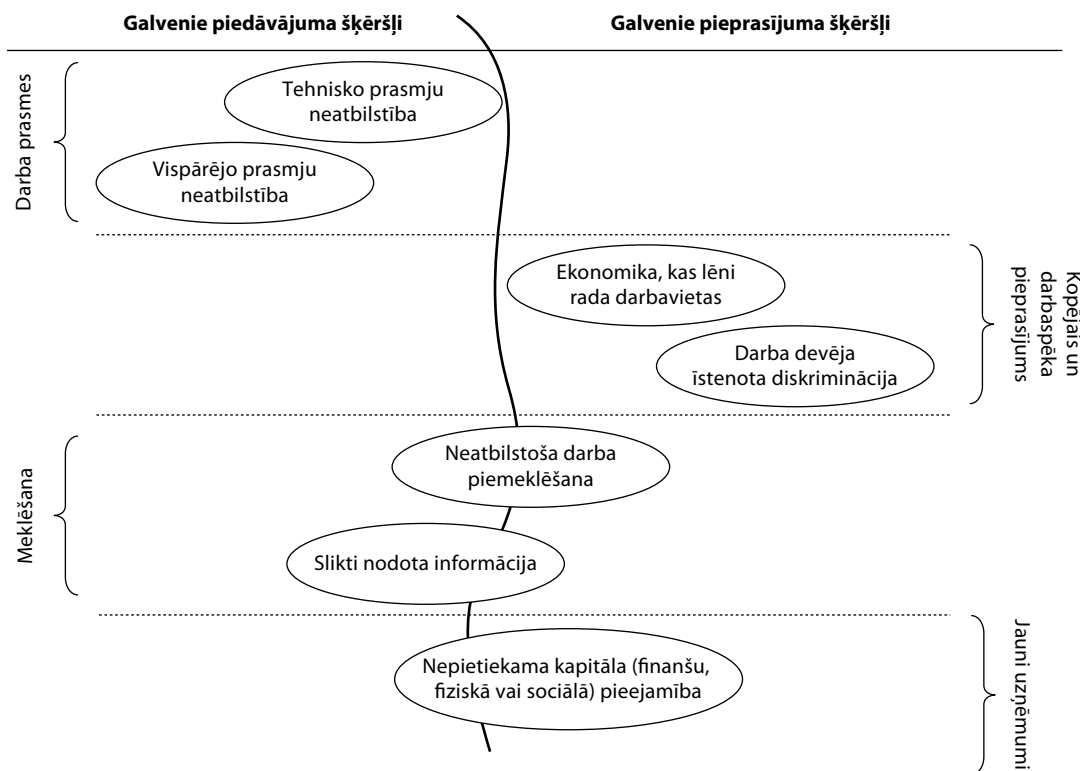 Galvenie piedāvājuma šķēršļi
Galvenie pieprasījuma šķēršļi
Darba prasmes
Tehnisko prasmju
neatbilstība
Vispārējo prasmju
neatbilstība
Ekonomika, kas lēni
rada darbavietas
Darba devēja
īstenota diskriminācija
Kopējais un
darbaspēka
pieprasījums
Meklēšana
Neatbilstoša darba
piemeklēšana
Slikti nodota informācija
Nepietiekama kapitāla (finanšu,
fiziskā vai sociālā) pieejamība
Jauni uzņēmumi